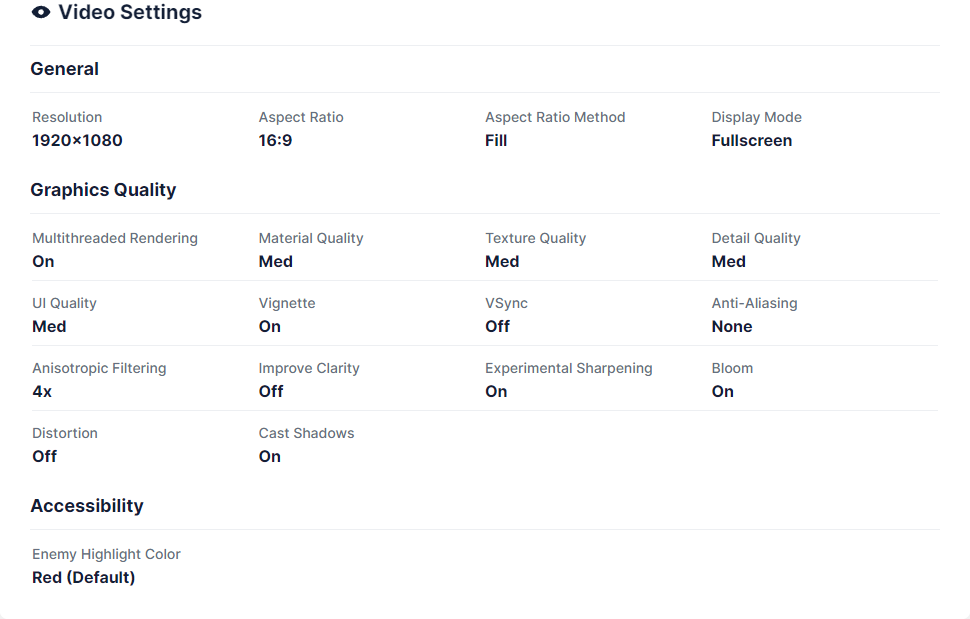 Video Settings
General
Resolution Aspect Ratio Aspect Ratio Method Display Mode
1920×1080 16:9 Fill Fullscreen
Graphics Quality
Multithreaded Rendering Material Quality Texture Quality Detail Quality
On Med Med Med
UI Quality Vignette VSync Anti-Aliasing
Med On Off None
Anisotropic Filtering Improve Clarity Experimental Sharpening Bloom
4x Off On On
Distortion Cast Shadows
Off On
Accessibility
Enemy Highlight Color
Red (Default)